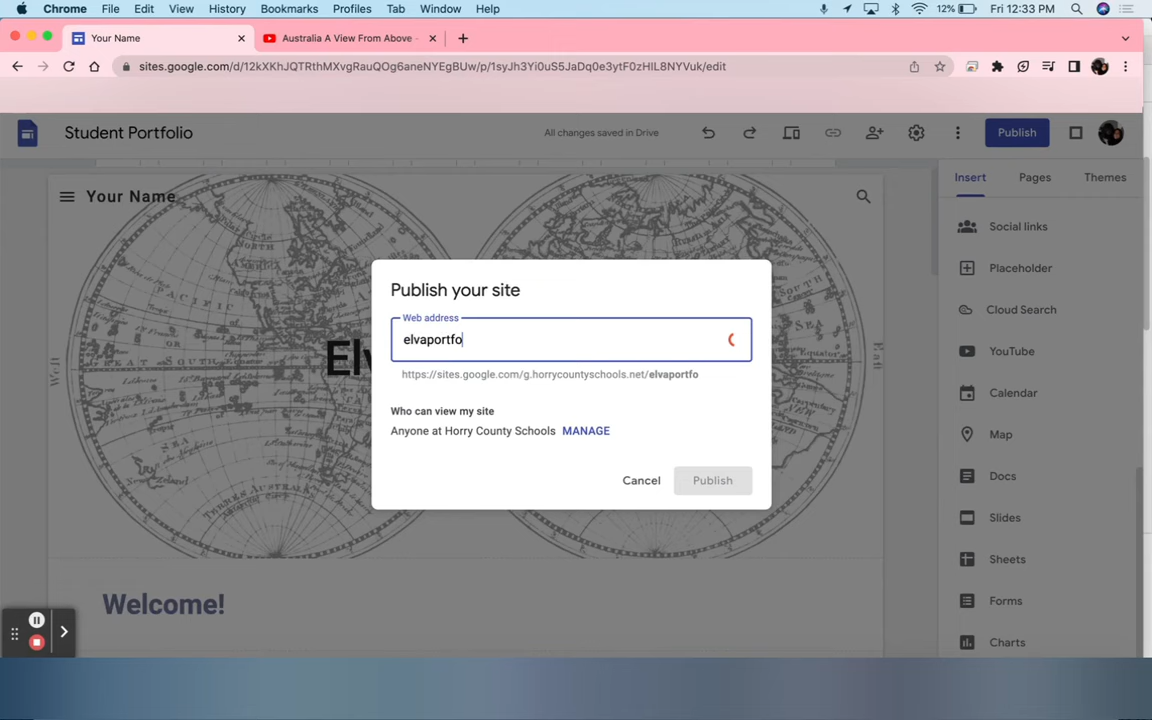 Chrome File Edit View History Bookmarks Profiles Tab Window Help 12% Fri 12:33 PM
Your Name Australia A View From Above -
sites.google.com/d/12kXKhJQTRthMXvgRauQOg6aneNYEgBUw/p/1syJh3Yi0uS5JaDq0e3ytF0zHIL8NYVuk/edit
Student Portfolio All changes saved in Drive Publish
Insert Pages Themes
Your Name
Social links
Placeholder
Cloud Search
YouTube
Calendar
Map
Docs
Slides
Sheets
Forms
Charts
Publish your site
Web address
elvaportfo
https://sites.google.com/g.horrycountyschools.net/elvaportfo
Who can view my site
Anyone at Horry County Schools MANAGE
Cancel Publish
Elv
PACIFIC
Welcome!